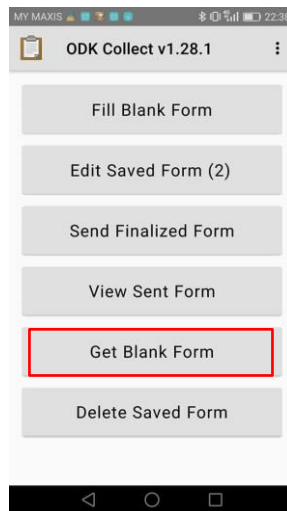 MY MAXIS 22:38
ODK Collect v1.28.1
Fill Blank Form
Edit Saved Form (2)
Send Finalized Form
View Sent Form
Get Blank Form
Delete Saved Form